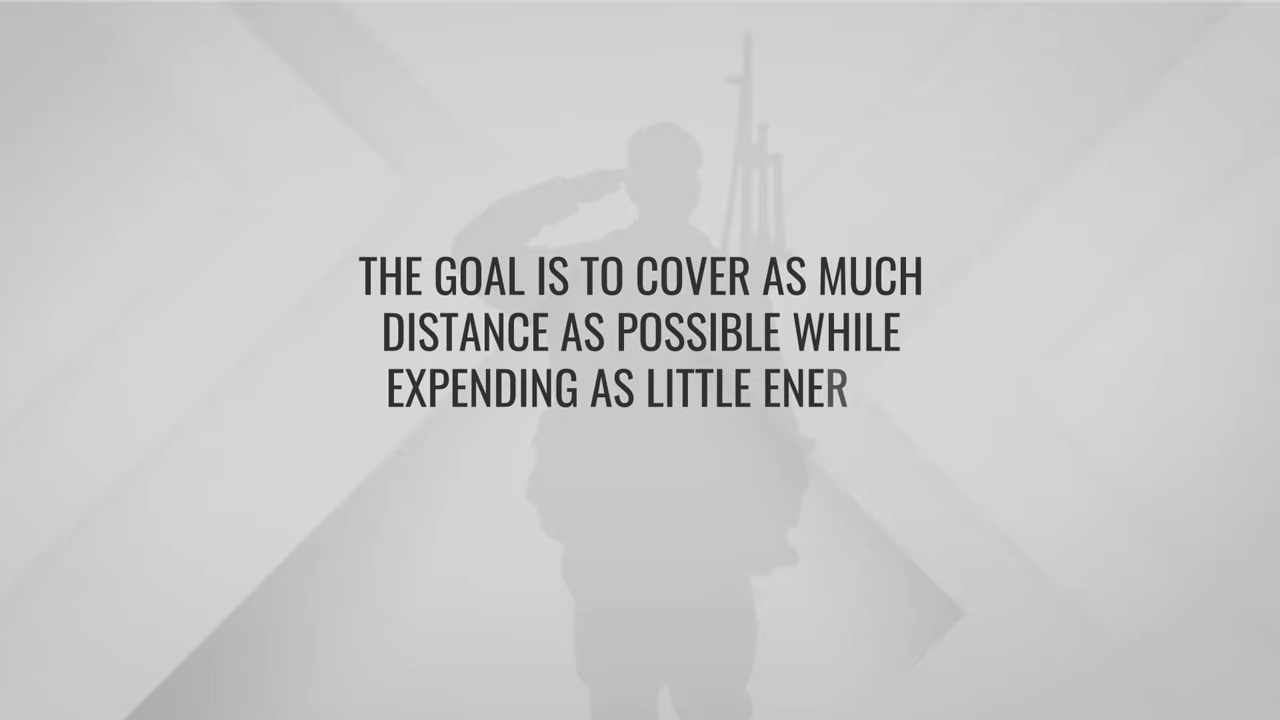 THE GOAL IS TO COVER AS MUCH
DISTANCE AS POSSIBLE WHILE
EXPENDING AS LITTLE ENER